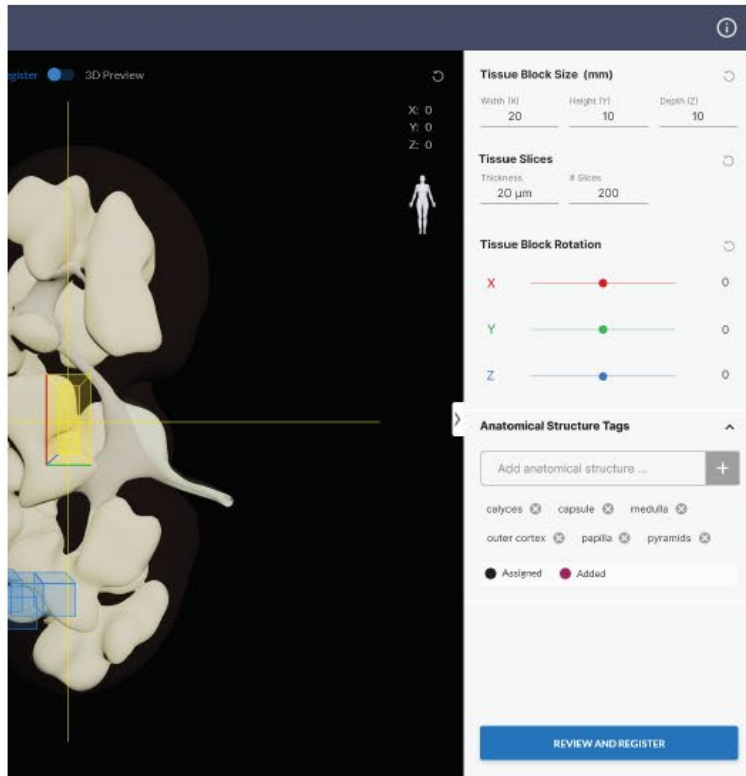 3D Preview
X: 0
Y: 0
Z: 0
Tissue Block Size (mm)
Width (X) Height (Y) Depth (Z)
20 10 10
Tissue Slices
Thickness # Slices
20 µm 200
Tissue Block Rotation
X 0
Y 0
Z 0
Anatomical Structure Tags
Add anatomical structure ...
calyces capsule medulla
outer cortex papilla pyramids
Assigned Added
REVIEW AND REGISTER